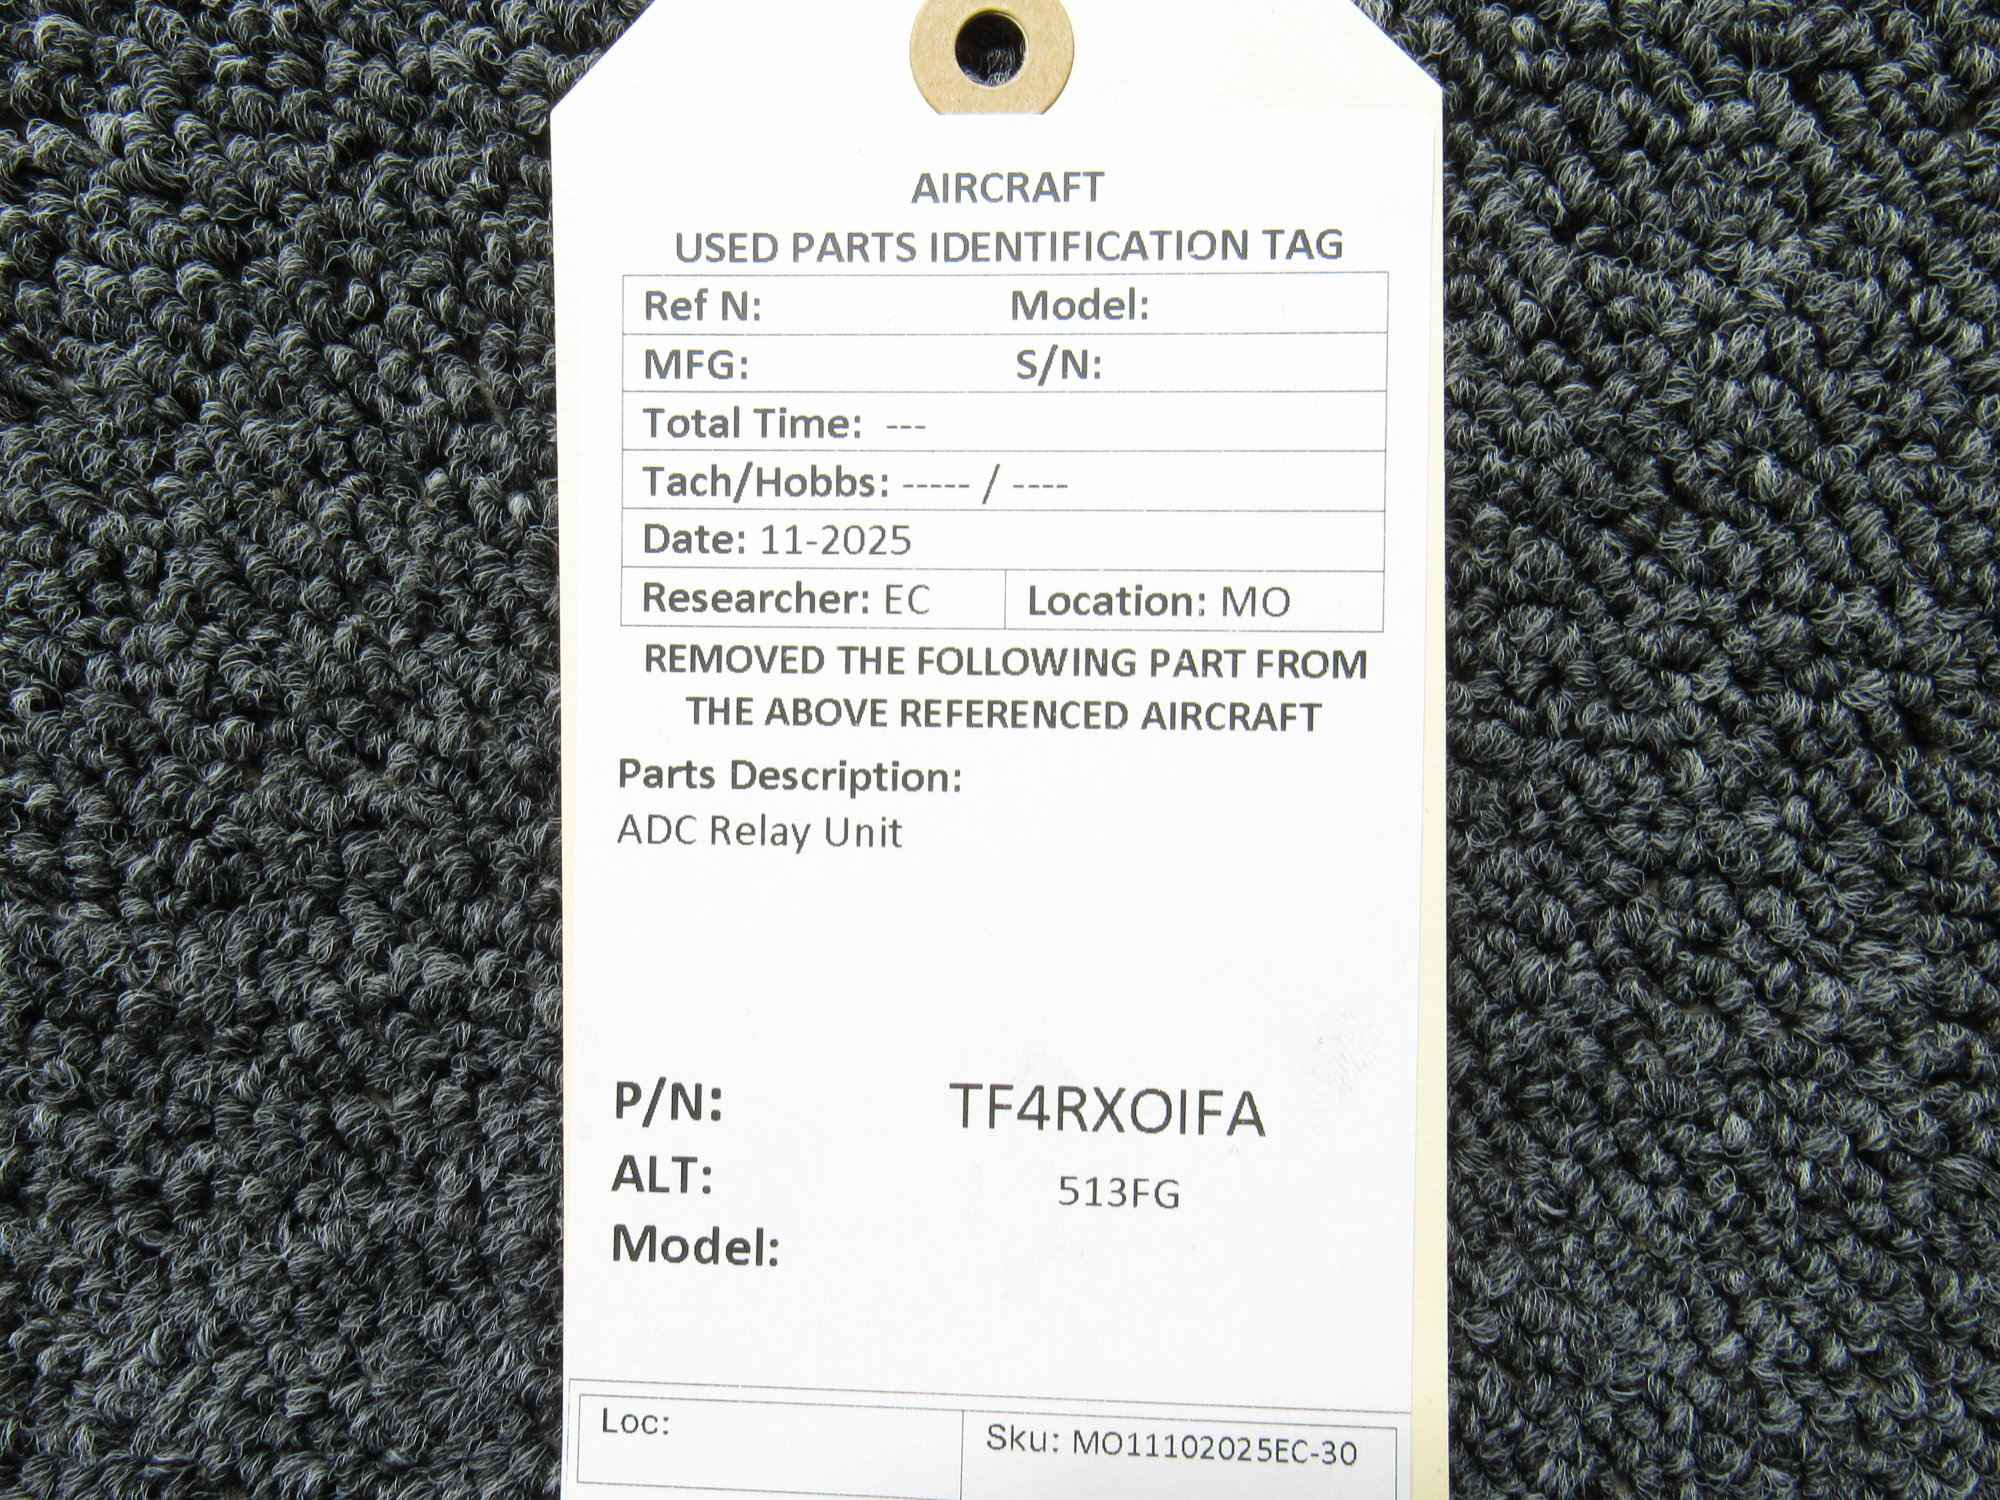 AIRCRAFT
USED PARTS IDENTIFICATION TAG
Ref N: Model:
MFG: S/N:
Total Time: ---
Tach/Hobbs: ----- / ----
Date: 11-2025
Researcher: EC Location: MO
REMOVED THE FOLLOWING PART FROM
THE ABOVE REFERENCED AIRCRAFT
Parts Description:
ADC Relay Unit
P/N: TF4RXOIFA
ALT: 513FG
Model:
Loc: Sku: MO11102025EC-30